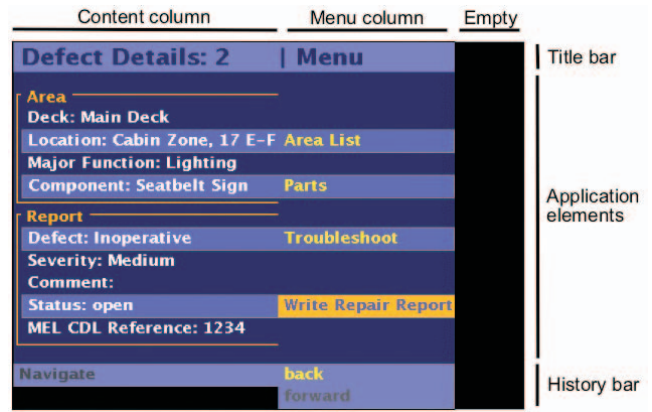 Content column Menu column Empty
Defect Details: 2 | Menu Title bar
Area
Deck: Main Deck
Location: Cabin Zone, 17 E-F Area List
Major Function: Lighting
Component: Seatbelt Sign Parts
Application
elements
Report
Defect: Inoperative Troubleshoot
Severity: Medium
Comment:
Status: open Write Repair Report
MEL CDL Reference: 1234
Navigate back History bar
forward